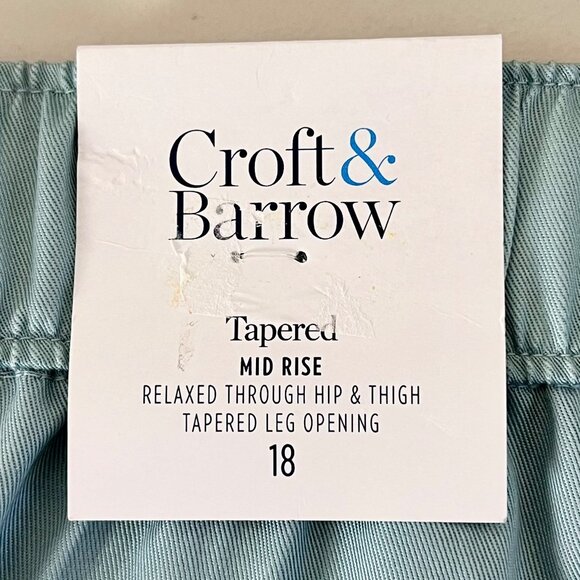 Croft&
Barrow
Tapered
MID RISE
RELAXED THROUGH HIP & THIGH
TAPERED LEG OPENING
18